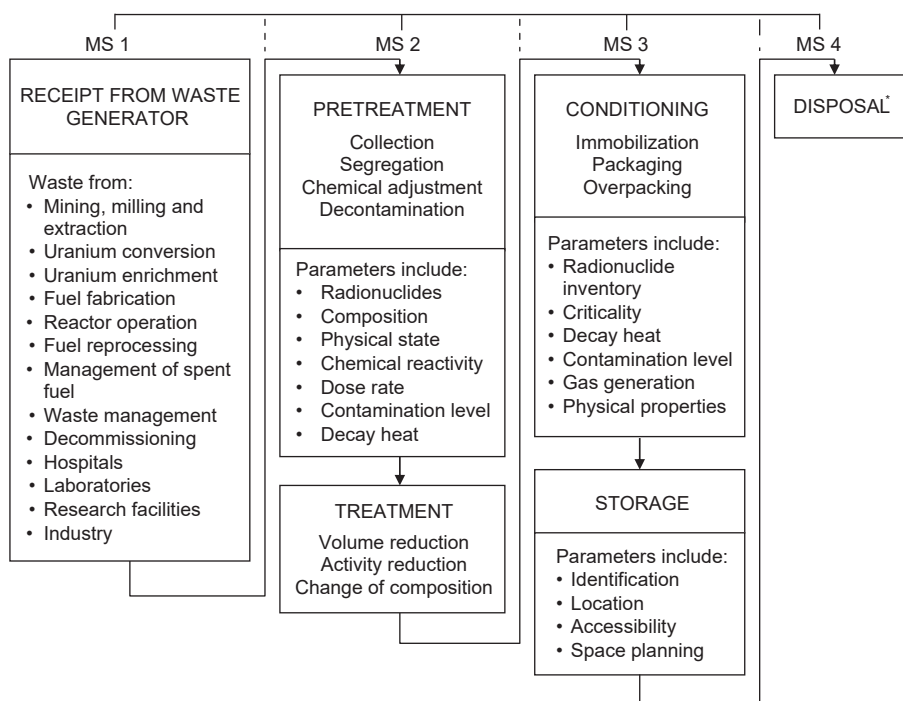 MS 1
MS 2
MS 3
MS 4
RECEIPT FROM WASTE
GENERATOR
Waste from:
• Mining, milling and
extraction
• Uranium conversion
• Uranium enrichment
• Fuel fabrication
• Reactor operation
• Fuel reprocessing
• Management of spent
fuel
• Waste management
• Decommissioning
• Hospitals
• Laboratories
• Research facilities
• Industry
PRETREATMENT
Collection
Segregation
Chemical adjustment
Decontamination
Parameters include:
• Radionuclides
• Composition
• Physical state
• Chemical reactivity
• Dose rate
• Contamination level
• Decay heat
TREATMENT
Volume reduction
Activity reduction
Change of composition
CONDITIONING
Immobilization
Packaging
Overpacking
Parameters include:
• Radionuclide
inventory
• Criticality
• Decay heat
• Contamination level
• Gas generation
• Physical properties
STORAGE
Parameters include:
• Identification
• Location
• Accessibility
• Space planning
DISPOSAL*